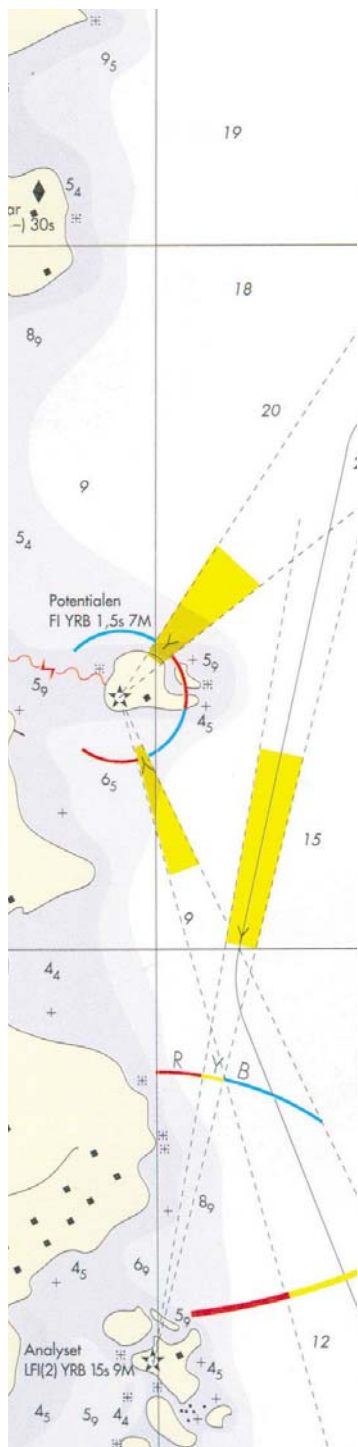 9₅
19
5₄
ar
–) 30s
18
8₉
20
9
2
5₄
Potentialen
Fl YRB 1,5s 7M
Y
5₉
5₉
4₅
6₅
Y
15
9
Y
4₄
R Y B
8₉
4₅
6₉
5₉
12
Analyset
LFl(2) YRB 15s 9M
4₅
4₅
5₉
4₄